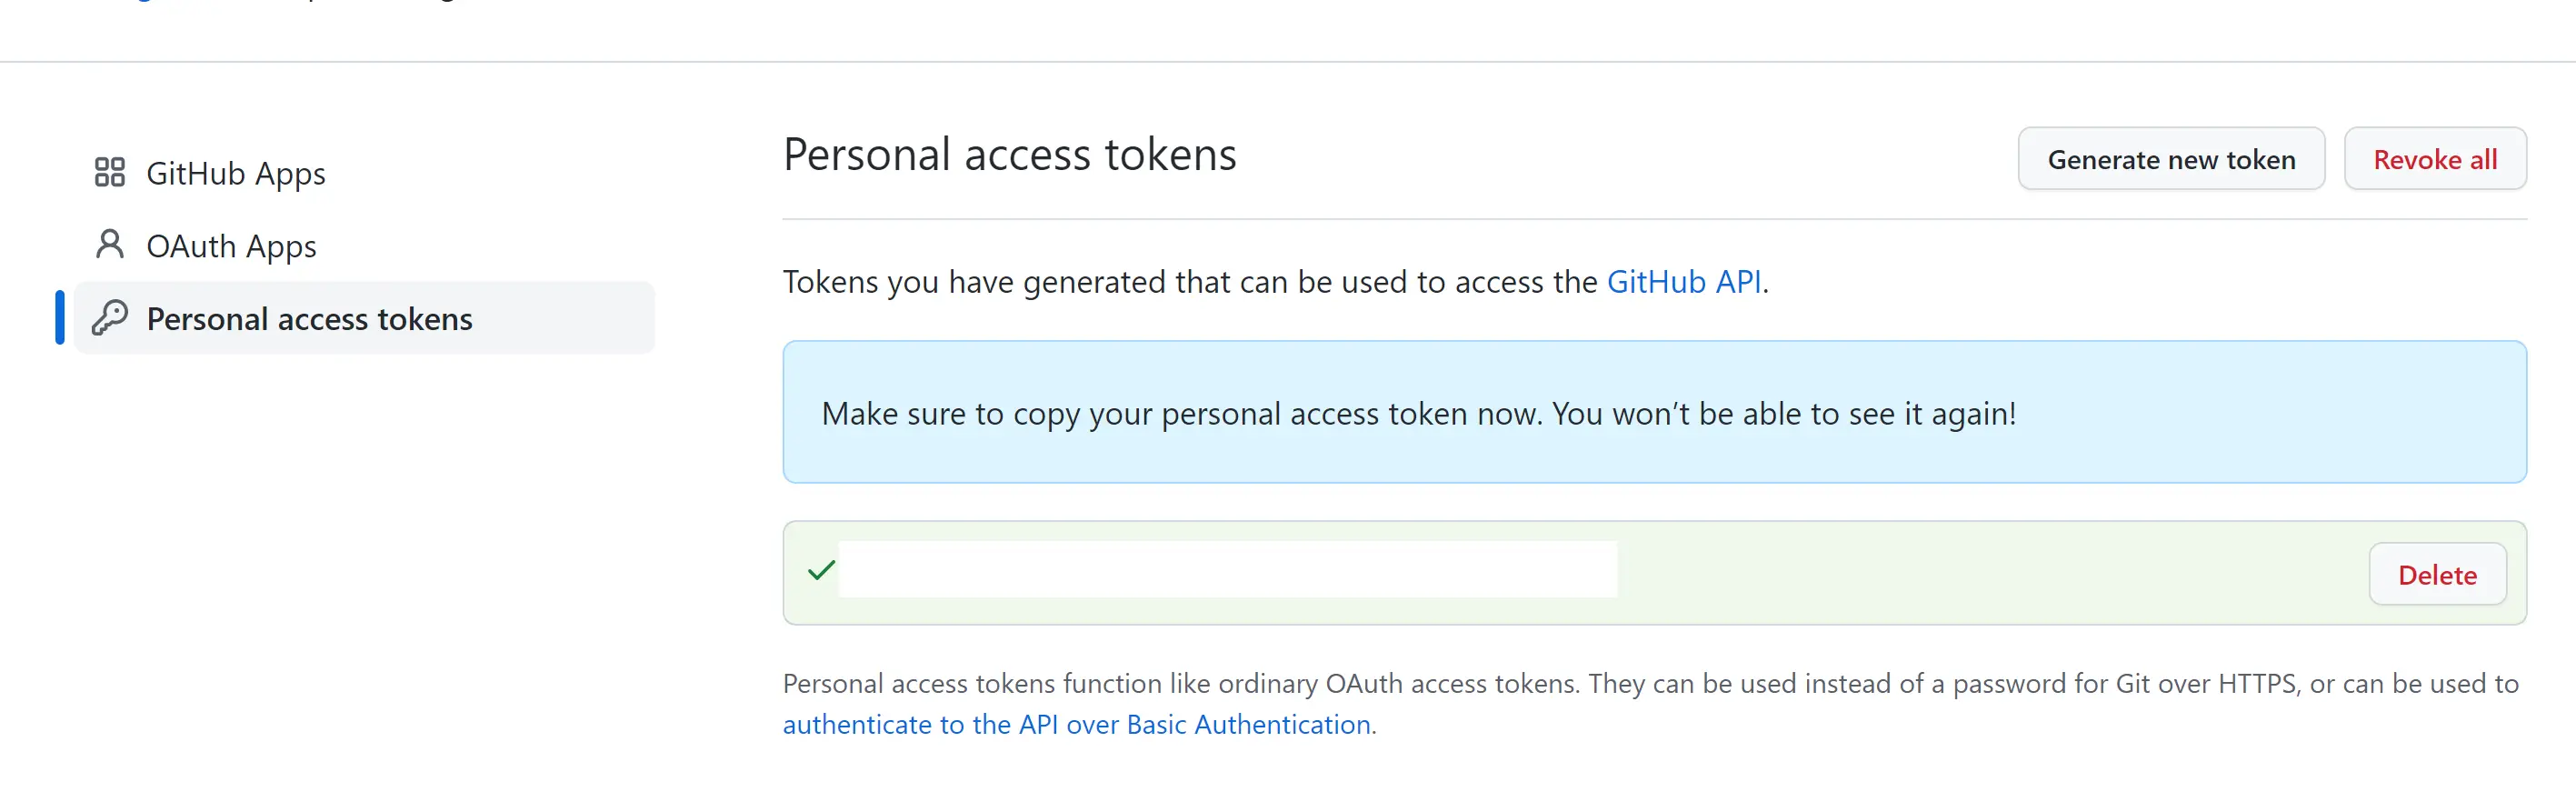 GitHub Apps
OAuth Apps
Personal access tokens
Personal access tokens
Generate new token
Revoke all
Tokens you have generated that can be used to access the GitHub API.
Make sure to copy your personal access token now. You won’t be able to see it again!
Delete
Personal access tokens function like ordinary OAuth access tokens. They can be used instead of a password for Git over HTTPS, or can be used to
authenticate to the API over Basic Authentication.